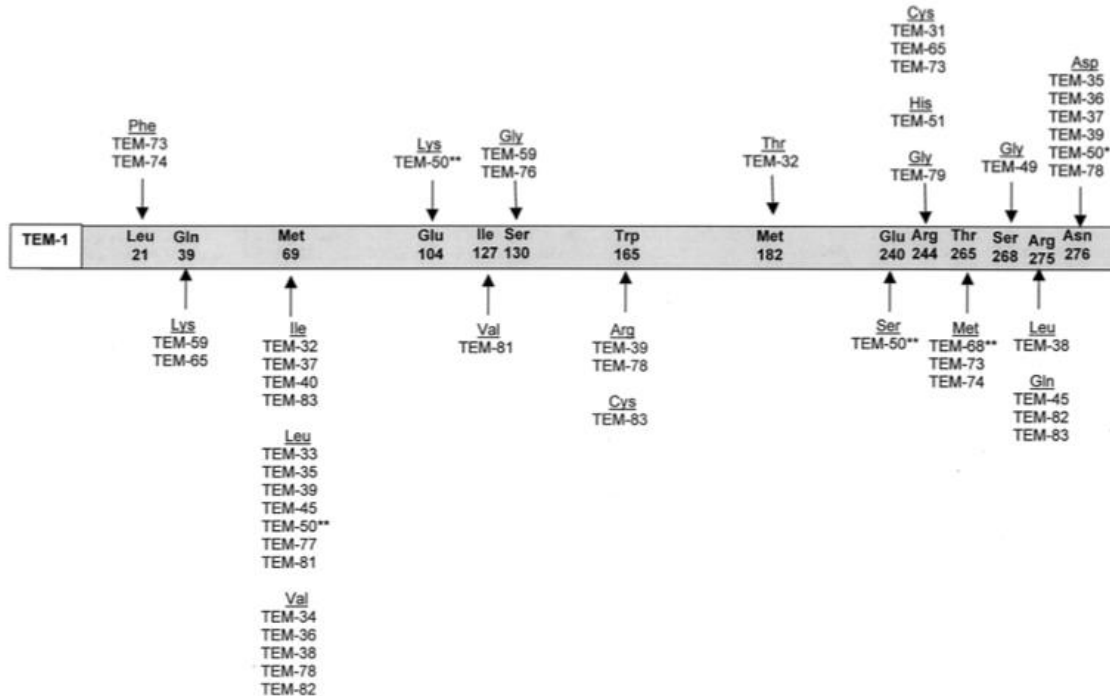 Phe
TEM-73
TEM-74
Lys
TEM-50**
Gly
TEM-59
TEM-76
Thr
TEM-32
Cys
TEM-31
TEM-65
TEM-73
His
TEM-51
Gly
TEM-79
Gly
TEM-49
Asp
TEM-35
TEM-36
TEM-37
TEM-39
TEM-50*
TEM-78
TEM-1 Leu Gln Met Glu Ile Ser Trp Met Glu Arg Thr Ser Arg Asn
21 39 69 104 127 130 165 182 240 244 265 268 275 276
Lys
TEM-59
TEM-65
Ile
TEM-32
TEM-37
TEM-40
TEM-83
Leu
TEM-33
TEM-35
TEM-39
TEM-45
TEM-50**
TEM-77
TEM-81
Val
TEM-34
TEM-36
TEM-38
TEM-78
TEM-82
Val
TEM-81
Arg
TEM-39
TEM-78
Cys
TEM-83
Ser
TEM-50**
Met
TEM-68**
TEM-73
TEM-74
Leu
TEM-38
Gln
TEM-45
TEM-82
TEM-83